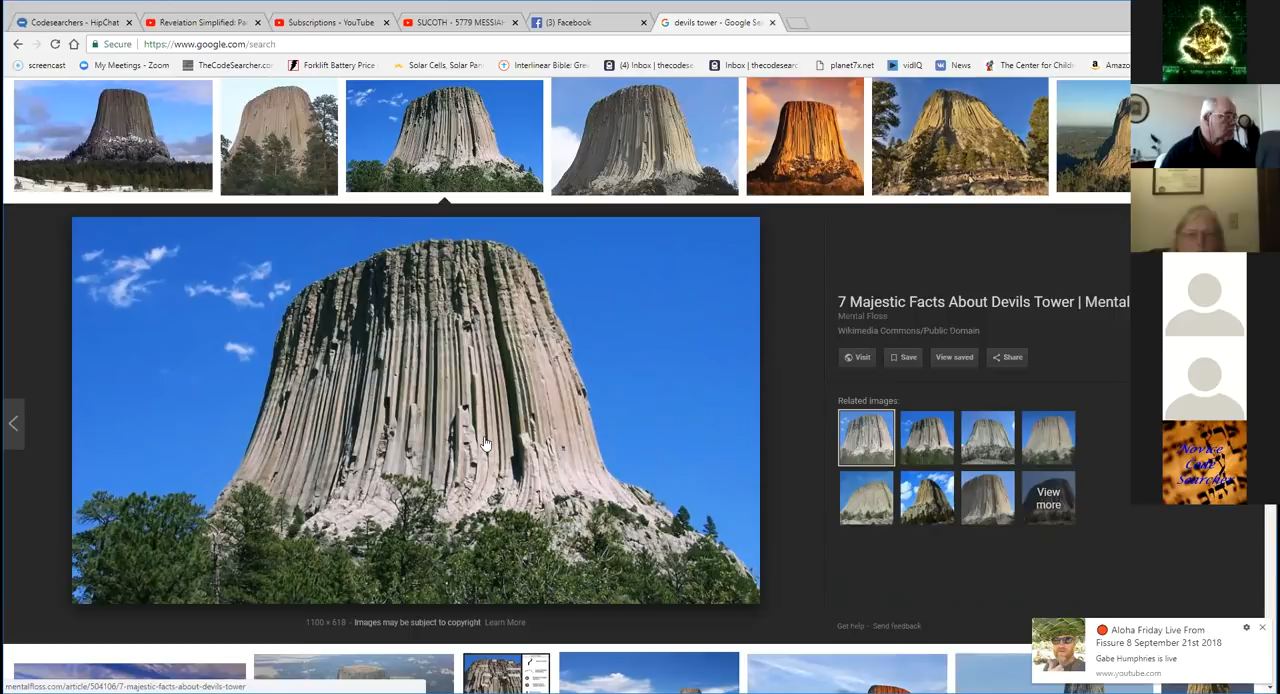 Codesearchers - HipChat
Revelation Simplified: Pa
Subscriptions - YouTube
SUCOTH - 5779 MESSIAH
(3) Facebook
devils tower - Google Se
Secure
https://www.google.com/search
screencast
My Meetings - Zoom
TheCodeSearcher.co
Forklift Battery Price
Solar Cells, Solar Pan
Interlinear Bible: Gre
(4) Inbox | thecodese
Inbox | thecodesearc
planet7x.net
vidIQ
News
The Center for Childr
Amazo
7 Majestic Facts About Devils Tower | Mental
Mental Floss
Wikimedia Commons/Public Domain
Visit
Save
View saved
Share
Related images:
View
more
Novice
Code
Searcher
1100 × 618 - Images may be subject to copyright Learn More
Get help - Send feedback
Aloha Friday Live From
Fissure 8 September 21st 2018
Gabe Humphries is live
www.youtube.com
mentalfloss.com/article/504106/7-majestic-facts-about-devils-tower